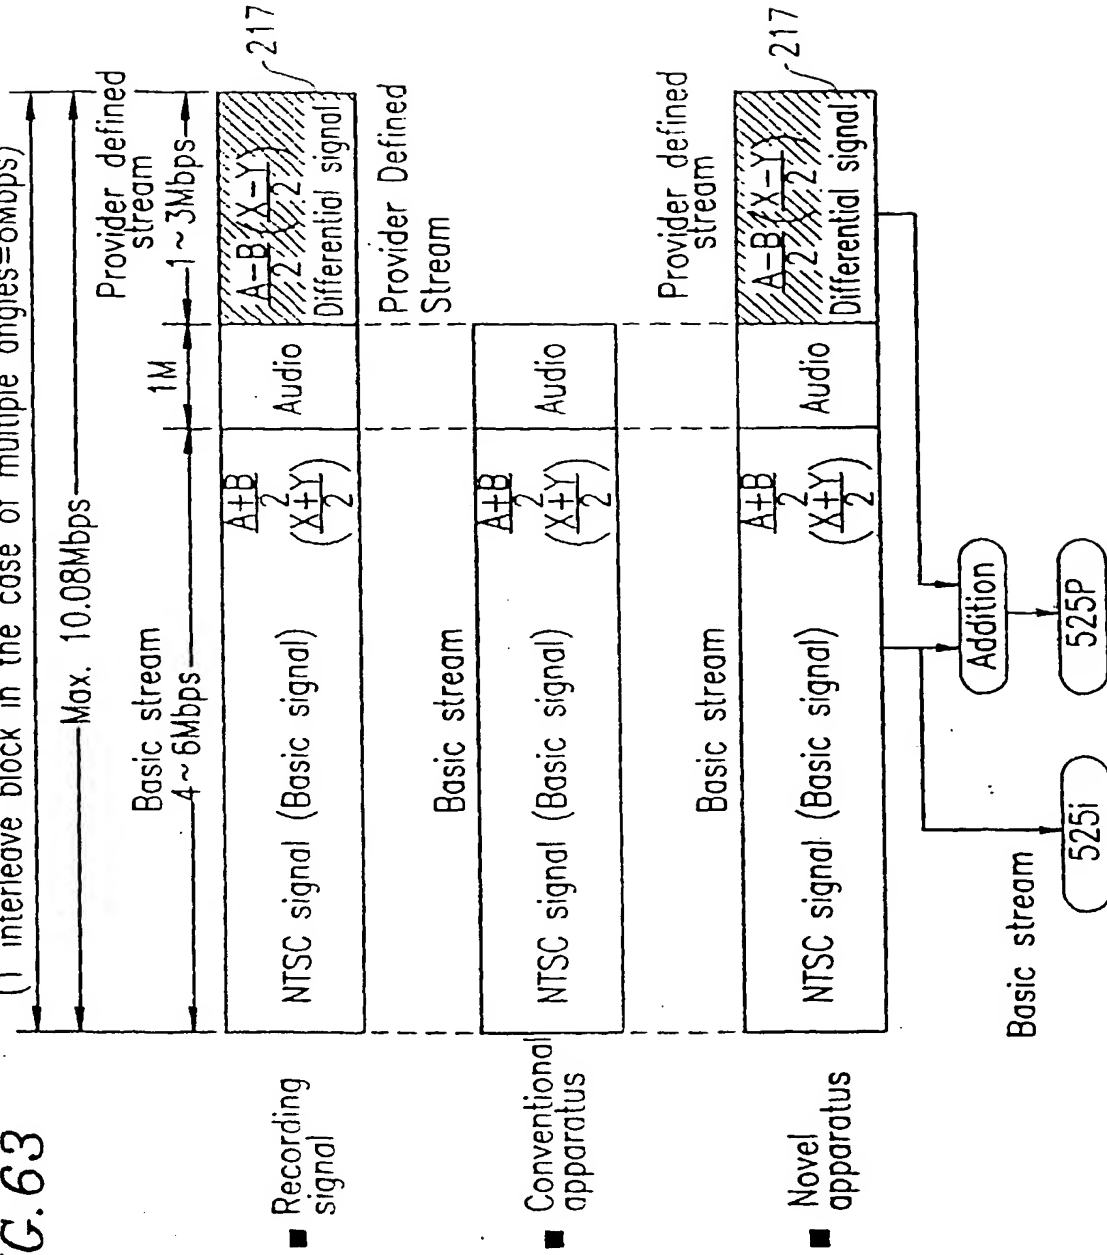 G.63
(1 interleave block in the case of multiple angles=8Mbps)
Max. 10.08Mbps
Basic stream
4~6Mbps
1M
Provider defined
stream
1~3Mbps
■ Recording
signal
NTSC signal (Basic signal)
A+B
2
(X+Y
2)
Audio
A-B
2
(X-Y
2)
Differential signal
217
Provider Defined
Stream
Basic stream
■ Conventional
apparatus
NTSC signal (Basic signal)
A+B
2
(X+Y
2)
Audio
Basic stream
Provider defined
stream
■ Novel
apparatus
NTSC signal (Basic signal)
A+B
2
(X+Y
2)
Audio
A-B
2
(X-Y
2)
Differential signal
217
Basic stream
Addition
525i
525P